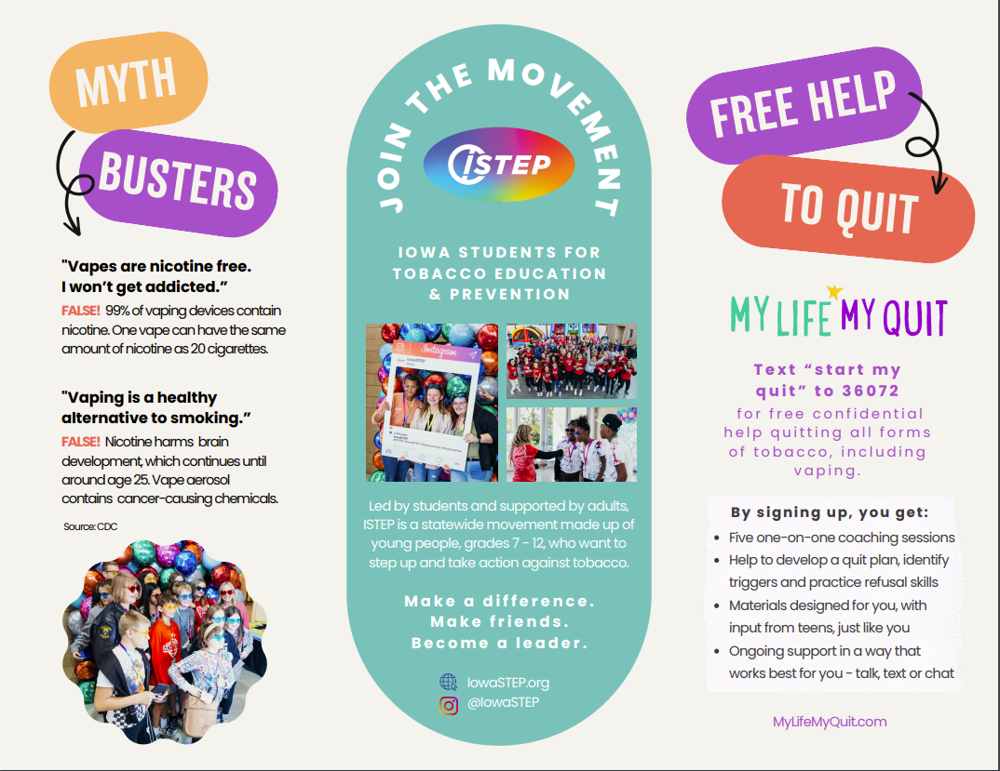 MYTH
BUSTERS
"Vapes are nicotine free.
I won't get addicted.”
FALSE! 99% of vaping devices contain
nicotine. One vape can have the same
amount of nicotine as 20 cigarettes.
"Vaping is a healthy
alternative to smoking.”
FALSE! Nicotine harms brain
development, which continues until
around age 25. Vape aerosol
contains cancer-causing chemicals.
Source: CDC
JOIN THE MOVEMENT
iSTEP
IOWA STUDENTS FOR
TOBACCO EDUCATION
& PREVENTION
Instagram
IowaSTEP
Led by students and supported by adults,
ISTEP is a statewide movement made up of
young people, grades 7 - 12, who want to
step up and take action against tobacco.
Make a difference.
Make friends.
Become a leader.
IowaSTEP.org
@IowaSTEP
FREE HELP
TO QUIT
MY LIFE MY QUIT
Text “start my
quit” to 36072
for free confidential
help quitting all forms
of tobacco, including
vaping.
By signing up, you get:
• Five one-on-one coaching sessions
• Help to develop a quit plan, identify
triggers and practice refusal skills
• Materials designed for you, with
input from teens, just like you
• Ongoing support in a way that
works best for you - talk, text or chat
MyLifeMyQuit.com